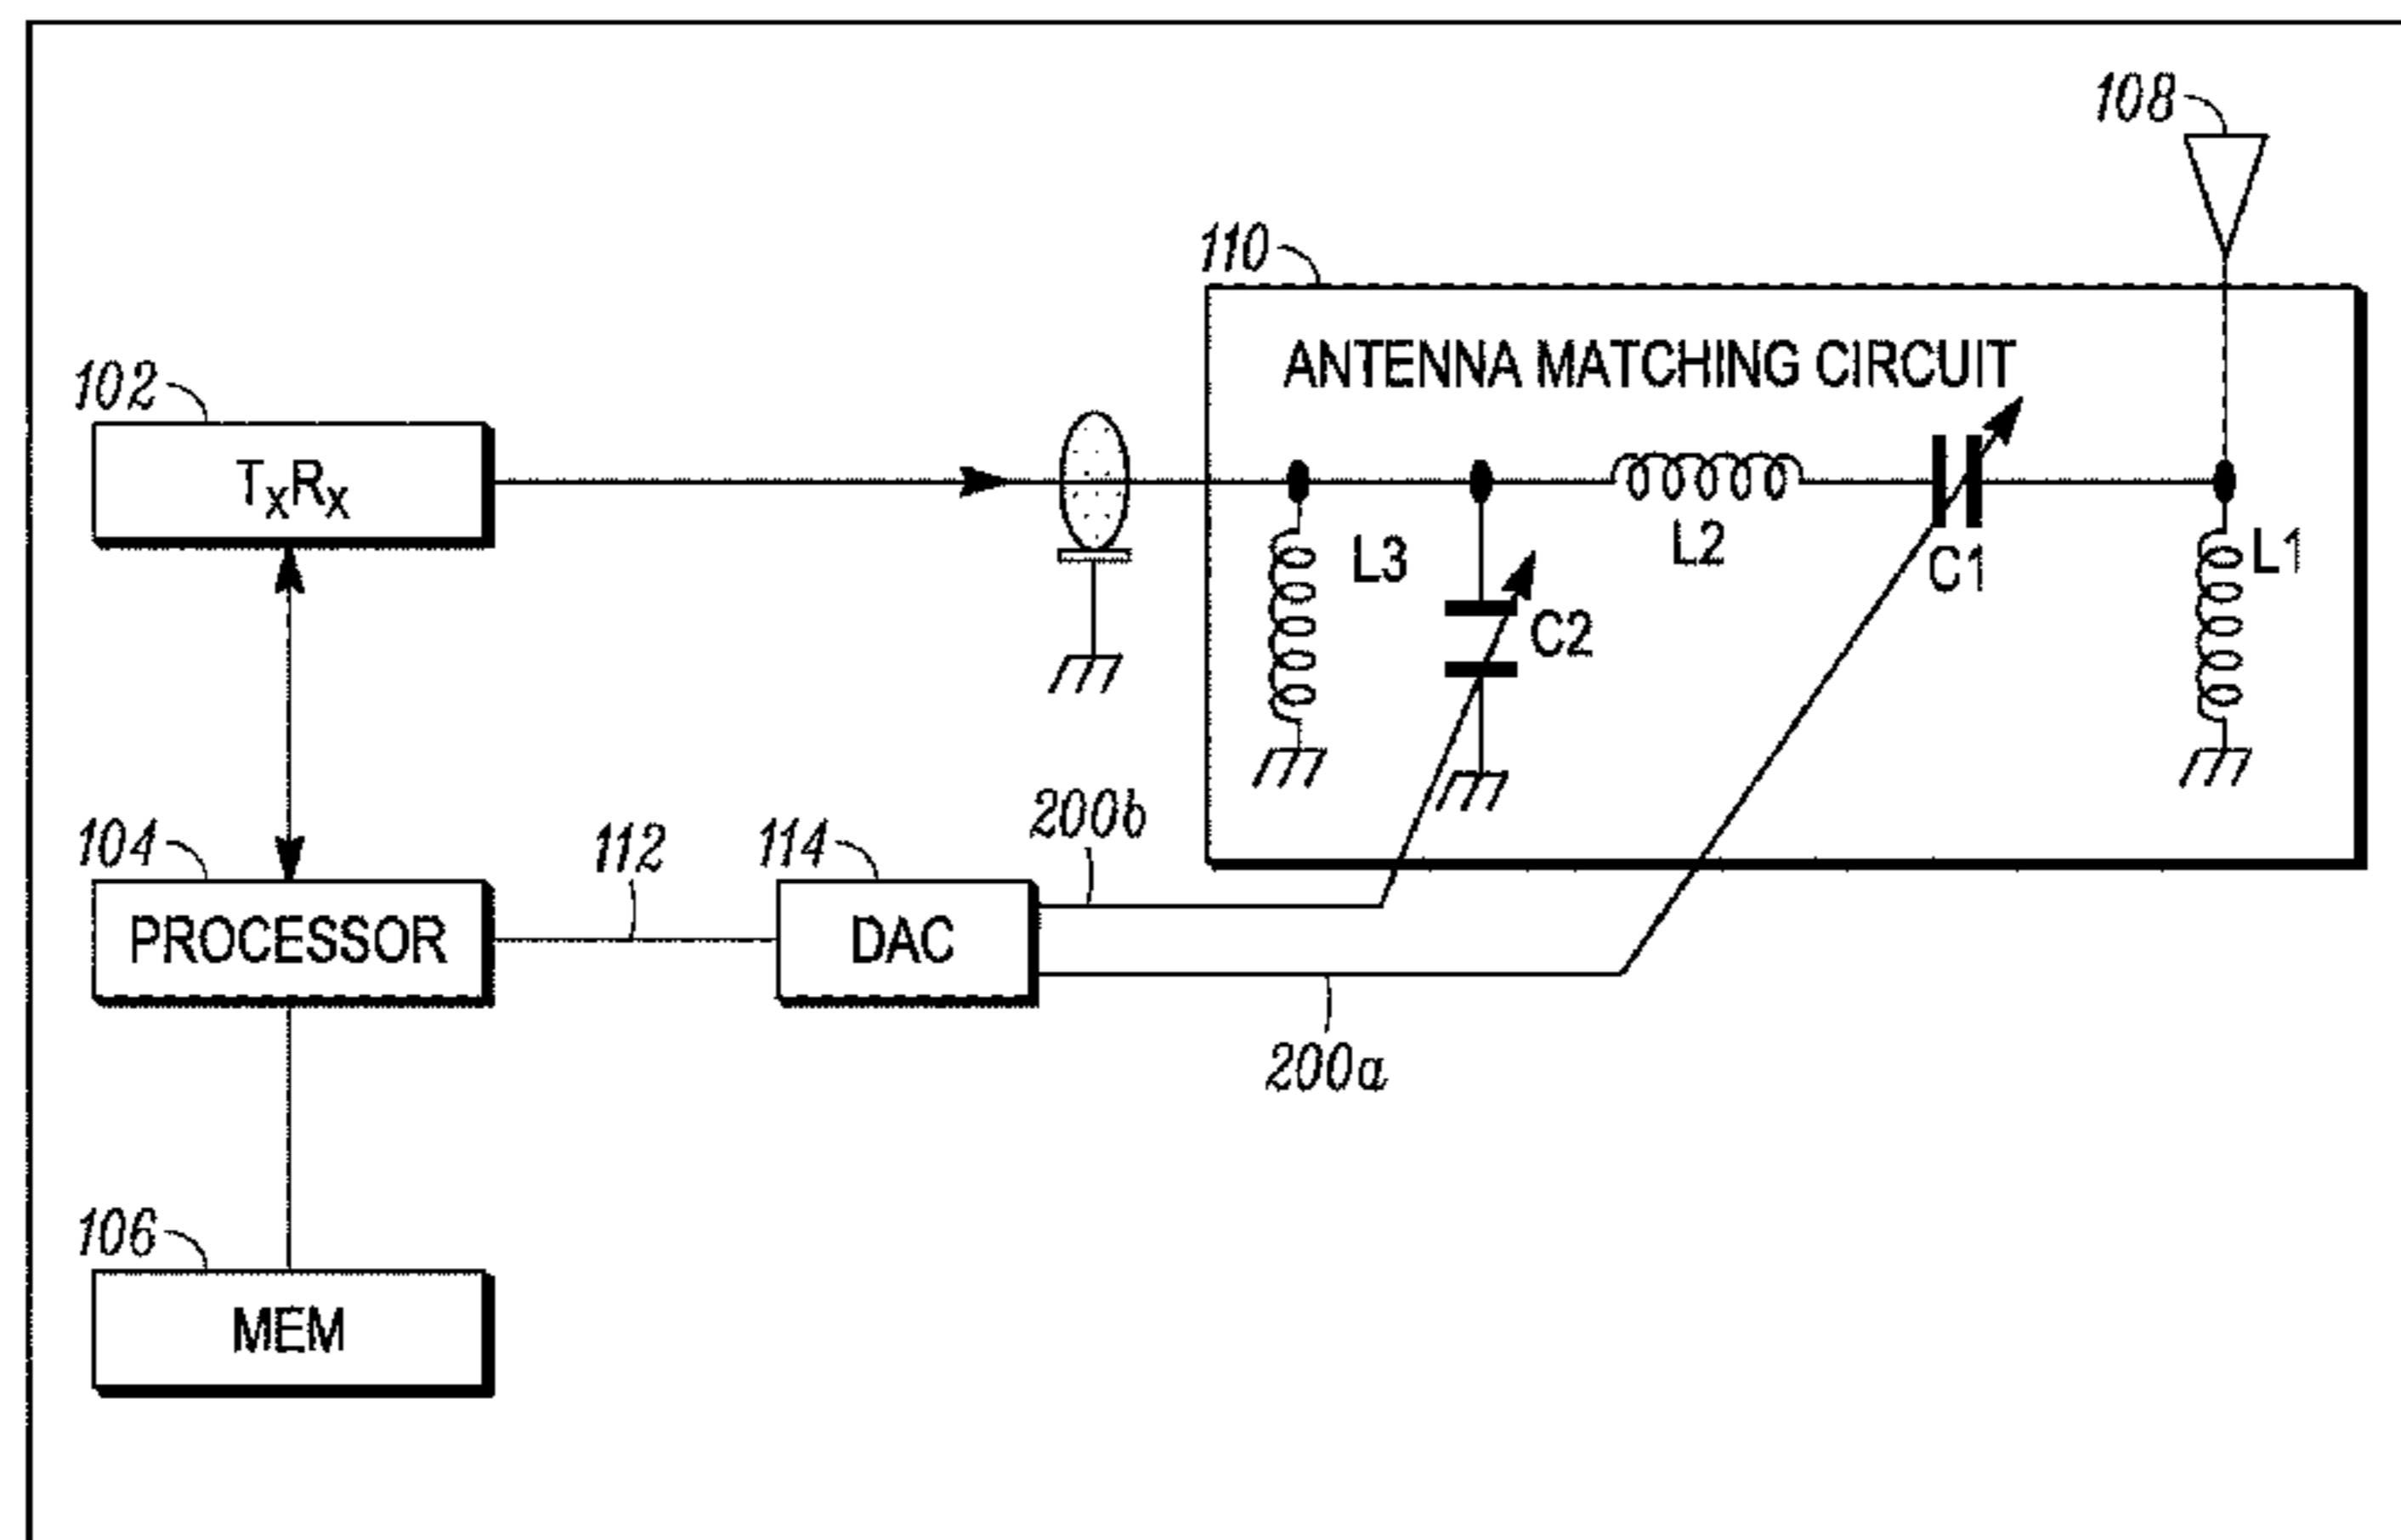 108
110
ANTENNA MATCHING CIRCUIT
102
TxRx
L3
L2
C1
L1
C2
200b
104
112
114
PROCESSOR
DAC
200a
106
MEM